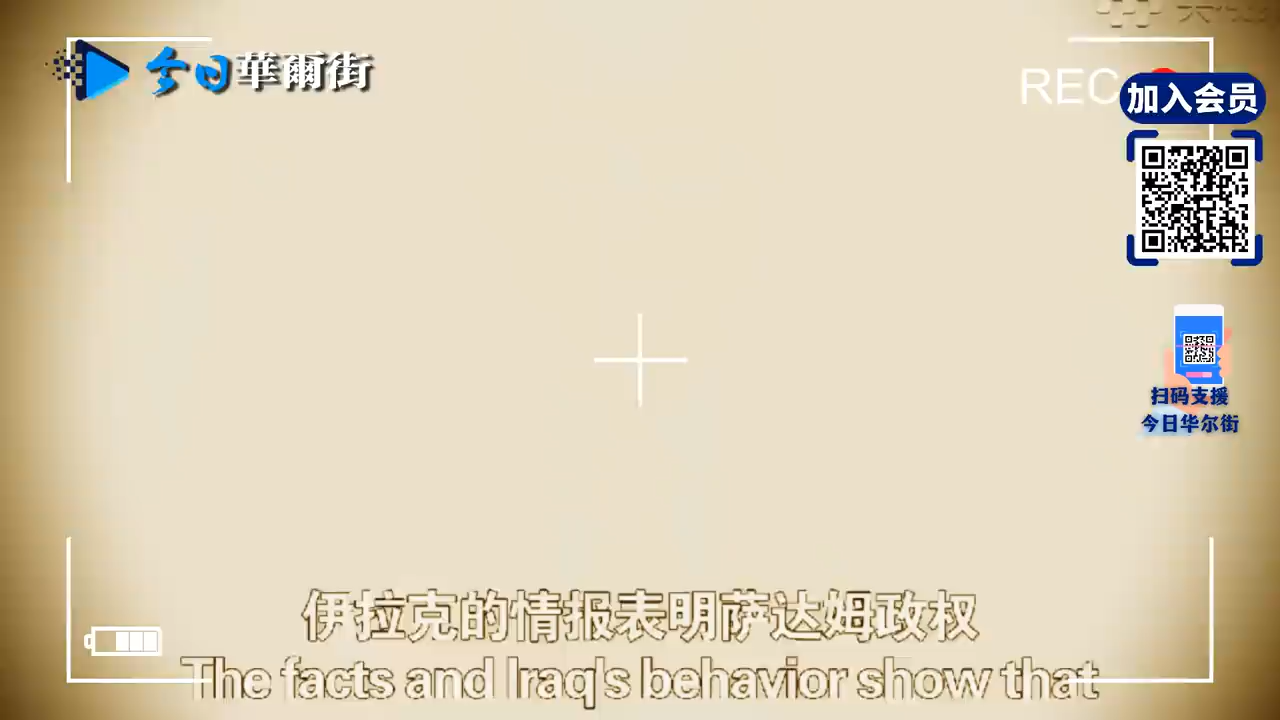 今日華爾街
REC
加入会员
扫码支援
今日华尔街
伊拉克的情报表明萨达姆政权
The facts and Iraq's behavior show that